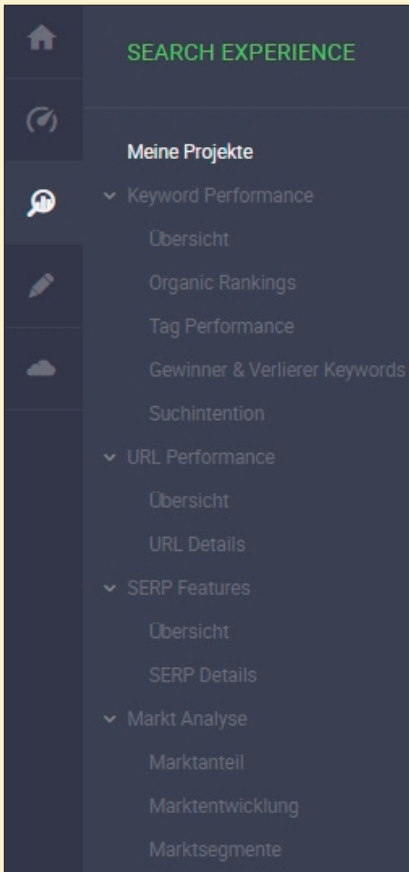 SEARCH EXPERIENCE
Meine Projekte
Keyword Performance
Übersicht
Organic Rankings
Tag Performance
Gewinner & Verlierer Keywords
Suchintention
URL Performance
Übersicht
URL Details
SERP Features
Übersicht
SERP Details
Markt Analyse
Marktanteil
Marktentwicklung
Marktsegmente